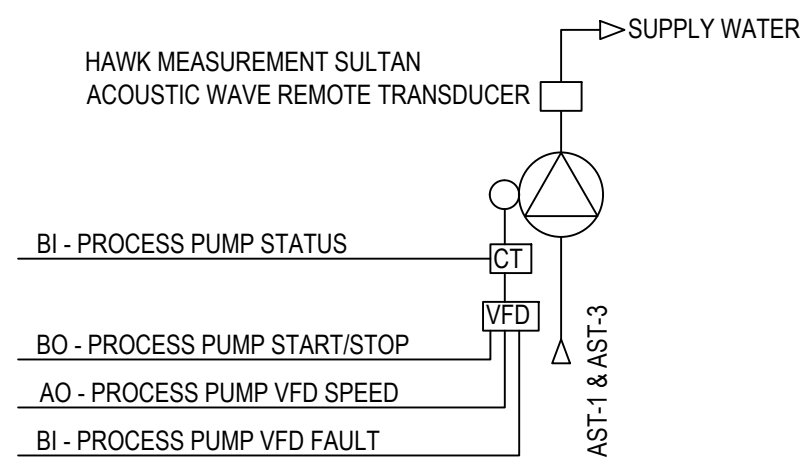 SUPPLY WATER
HAWK MEASUREMENT SULTAN
ACOUSTIC WAVE REMOTE TRANSDUCER
BI - PROCESS PUMP STATUS
CT
VFD
BO - PROCESS PUMP START/STOP
AO - PROCESS PUMP VFD SPEED
BI - PROCESS PUMP VFD FAULT
AST-1 & AST-3